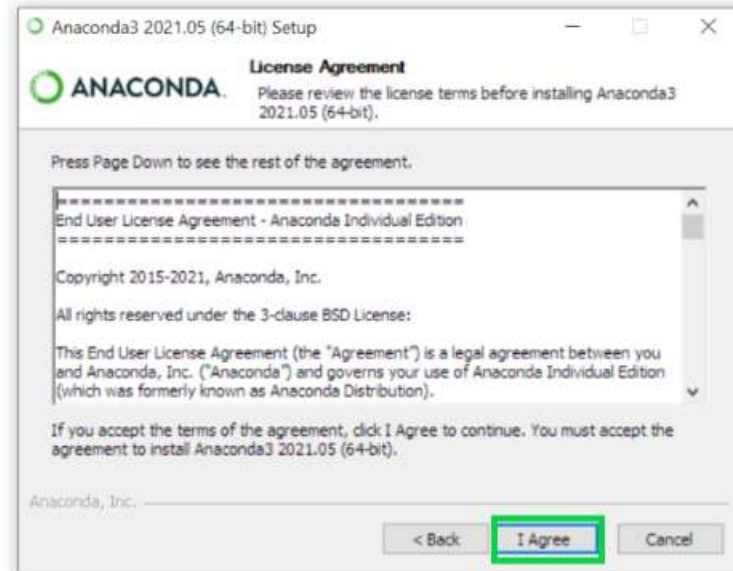 Anaconda3 2021.05 (64-bit) Setup
ANACONDA.
License Agreement
Please review the license terms before installing Anaconda3
2021.05 (64-bit).
Press Page Down to see the rest of the agreement.
===================================
End User License Agreement - Anaconda Individual Edition
===================================
Copyright 2015-2021, Anaconda, Inc.
All rights reserved under the 3-clause BSD License:
This End User License Agreement (the "Agreement") is a legal agreement between you
and Anaconda, Inc. ("Anaconda") and governs your use of Anaconda Individual Edition
(which was formerly known as Anaconda Distribution).
If you accept the terms of the agreement, click I Agree to continue. You must accept the
agreement to install Anaconda3 2021.05 (64-bit).
Anaconda, Inc.
< Back I Agree Cancel